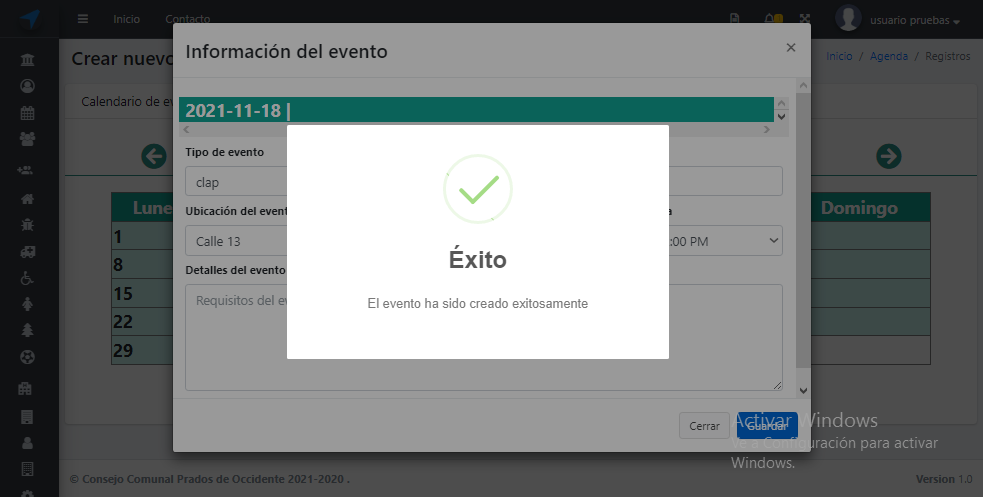 Inicio Contacto usuario pruebas
Información del evento ×
Crear nuevo Inicio / Agenda / Registros
Calendario de ev
2021-11-18 |
Tipo de evento
clap
Lune Domingo
Ubicación del evento
1
Calle 13 :00 PM
8
Detalles del evento
15
Requisitos del ev
22
29
Éxito
El evento ha sido creado exitosamente
Cerrar Guardar
Activar Windows
Ve a Configuración para activar
Windows.
© Consejo Comunal Prados de Occidente 2021-2020 . Version 1.0